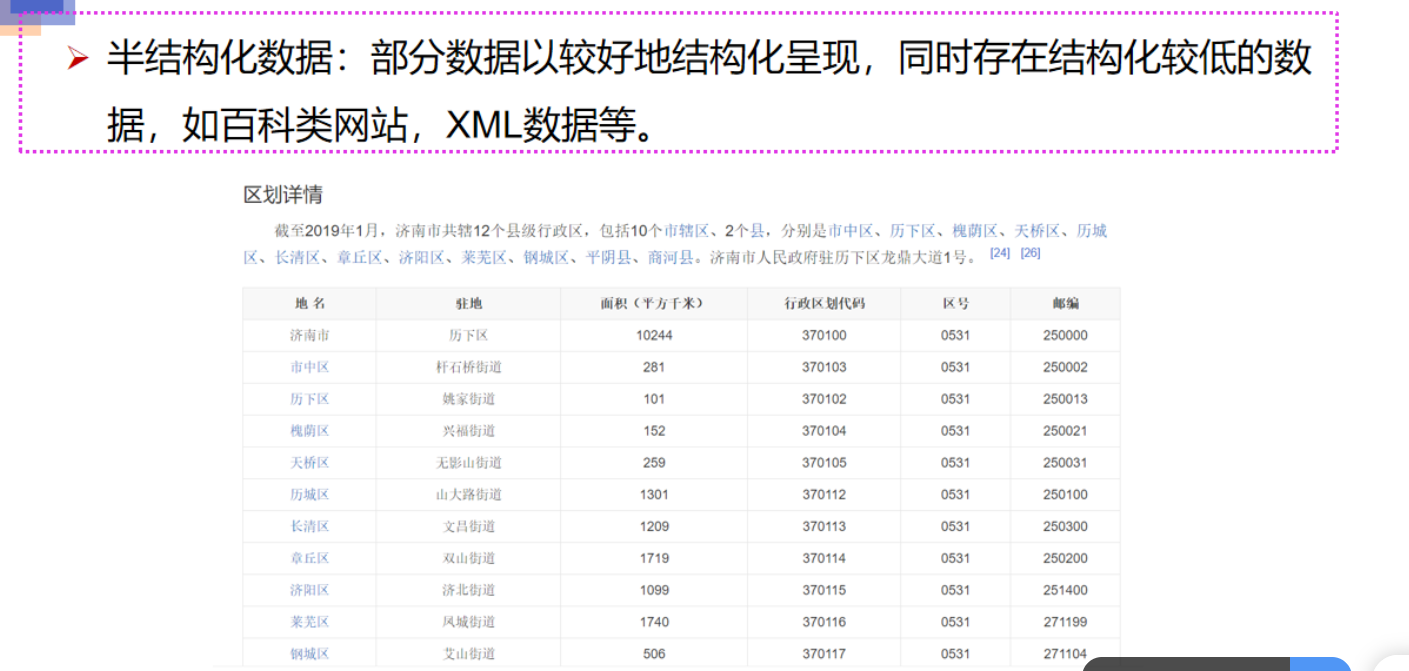 半结构化数据：部分数据以较好地结构化呈现，同时存在结构化较低的数
据，如百科类网站，XML数据等。
区划详情
截至2019年1月，济南市共辖12个县级行政区，包括10个市辖区、2个县，分别是市中区、历下区、槐荫区、天桥区、历城
区、长清区、章丘区、济阳区、莱芜区、钢城区、平阴县、商河县。济南市人民政府驻历下区龙鼎大道1号。 [24] [26]
地 名 驻地 面积（平方千米） 行政区划代码 区号 邮编
济南市 历下区 10244 370100 0531 250000
市中区 杆石桥街道 281 370103 0531 250002
历下区 姚家街道 101 370102 0531 250013
槐荫区 兴福街道 152 370104 0531 250021
天桥区 无影山街道 259 370105 0531 250031
历城区 山大路街道 1301 370112 0531 250100
长清区 文昌街道 1209 370113 0531 250300
章丘区 双山街道 1719 370114 0531 250200
济阳区 济北街道 1099 370115 0531 251400
莱芜区 凤城街道 1740 370116 0531 271199
钢城区 艾山街道 506 370117 0531 271104